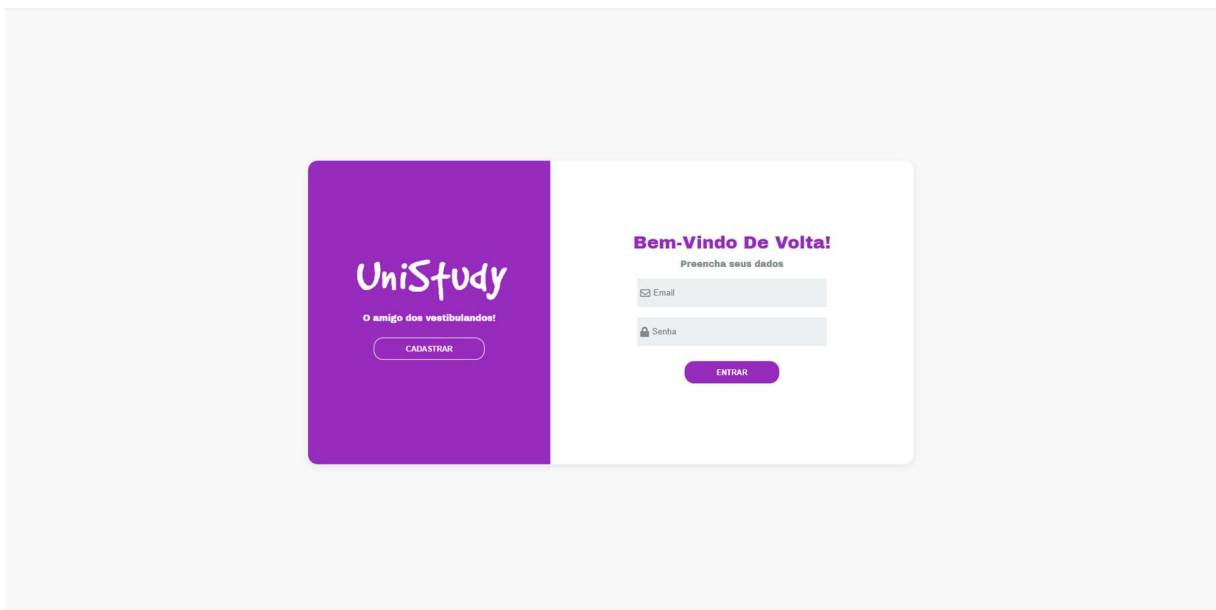 UniStudy
O amigo dos vestibulandos!
CADASTRAR
Bem-Vindo De Volta!
Preencha seus dados
Email
Senha
ENTRAR